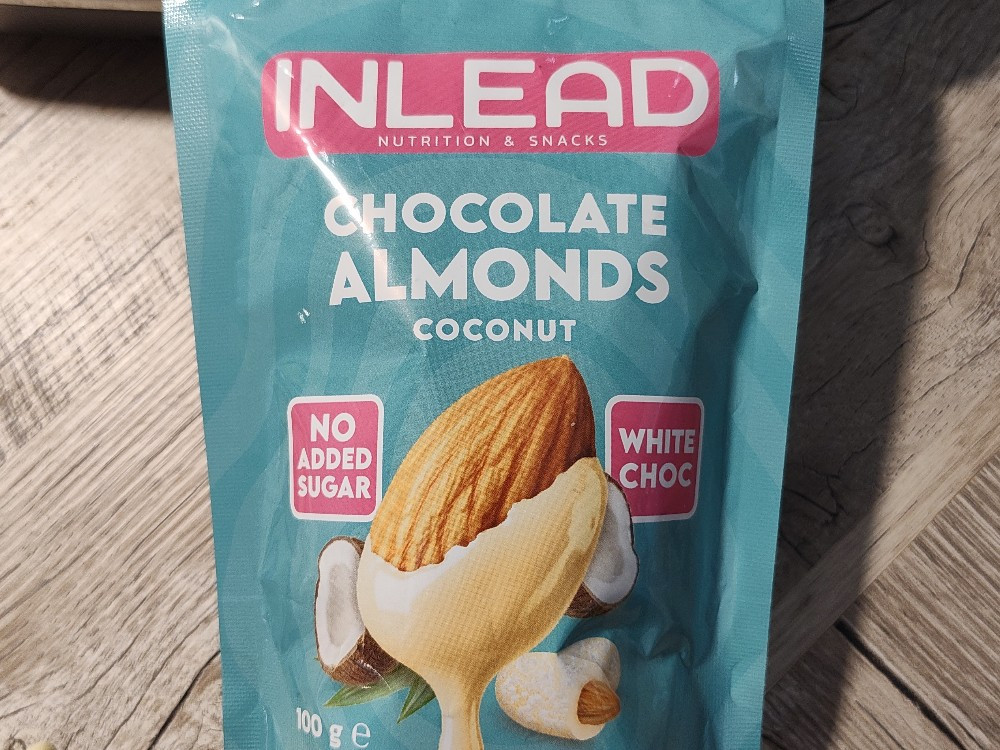 INLEAD
NUTRITION & SNACKS
CHOCOLATE
ALMONDS
COCONUT
NO
ADDED
SUGAR
WHITE
CHOC
100 g e